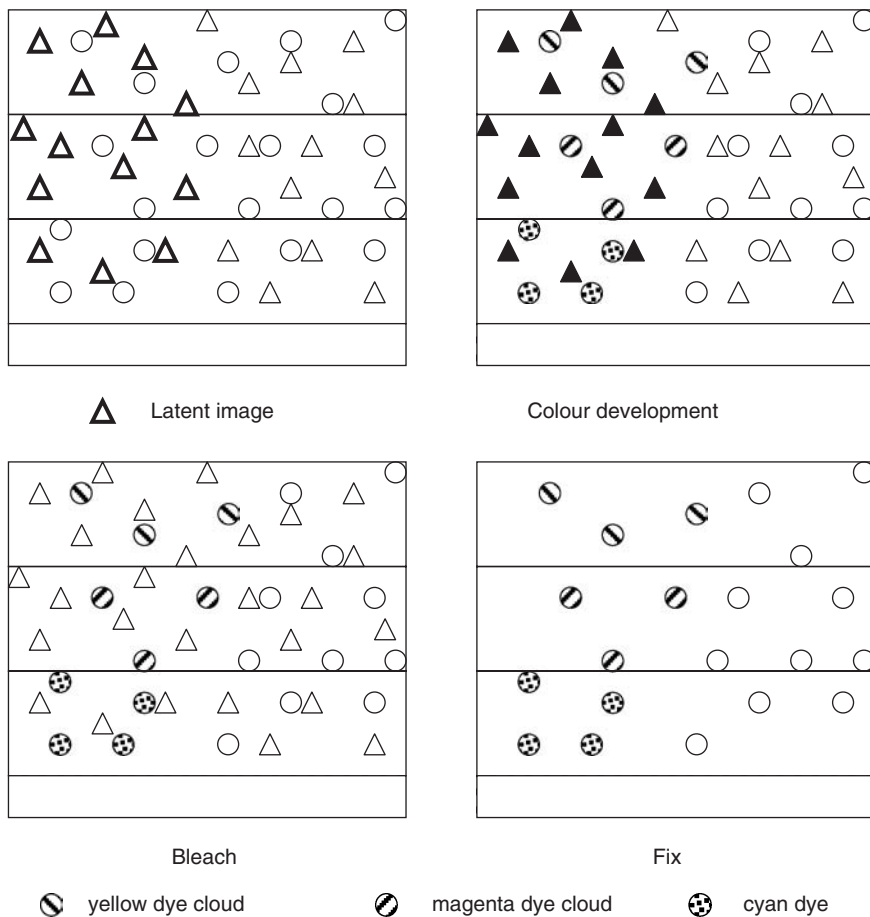 Latent image
Colour development
Bleach
Fix
yellow dye cloud
magenta dye cloud
cyan dye